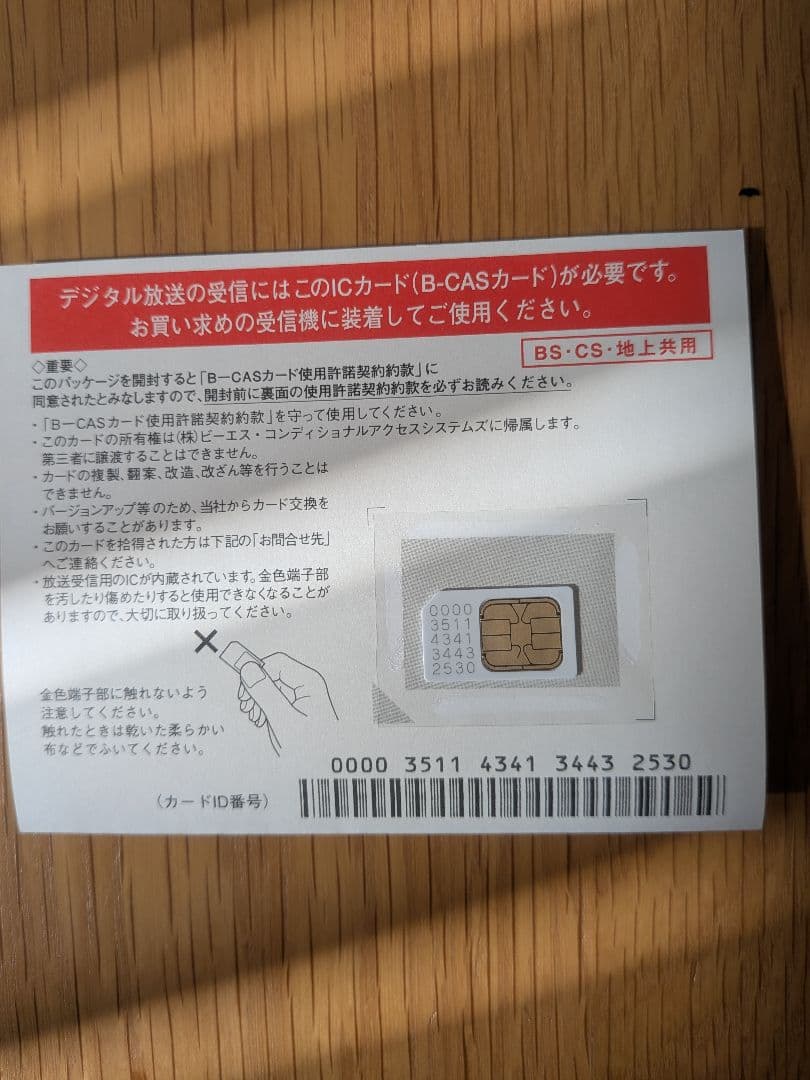 デジタル放送の受信にはこのICカード(B-CASカード)が必要です。
お買い求めの受信機に装着してご使用ください。
BS・CS・地上共用
◇重要◇
このパッケージを開封すると「B－CASカード使用許諾契約約款」に
同意されたとみなしますので、開封前に裏面の使用許諾契約約款を必ずお読みください。
・「B－CASカード使用許諾契約約款」を守って使用してください。
・このカードの所有権は(株)ビーエス・コンディショナルアクセスシステムズに帰属します。
第三者に譲渡することはできません。
・カードの複製、翻案、改造、改ざん等を行うことは
できません。
・バージョンアップ等のため、当社からカード交換を
お願いすることがあります。
・このカードを拾得された方は下記の「お問合せ先」
へご連絡ください。
・放送受信用のICが内蔵されています。金色端子部
を汚したり傷めたりすると使用できなくなることが
ありますので、大切に取り扱ってください。
金色端子部に触れないよう
注意してください。
触れたときは乾いた柔らかい
布などでふいてください。
0000
3511
4341
3443
2530
0000 3511 4341 3443 2530
(カードID番号)